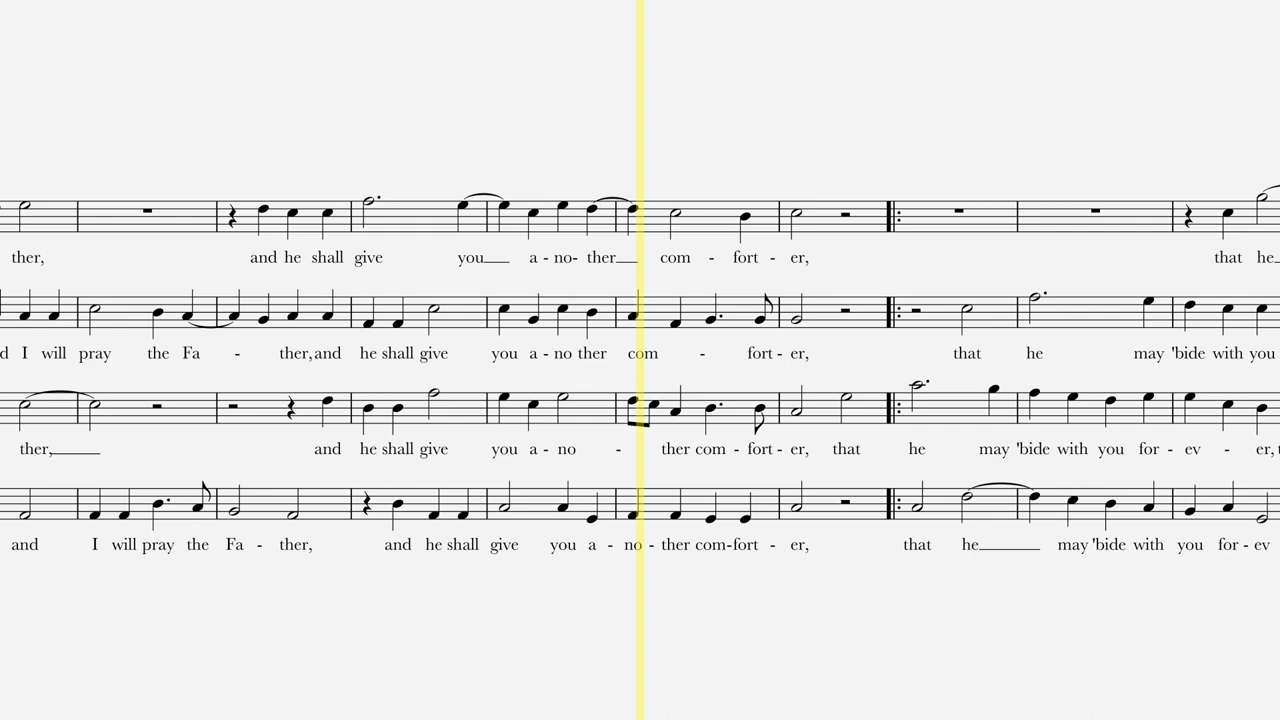 ther, and he shall give you a - no - ther com - fort - er, that he
d I will pray the Fa - ther, and he shall give you a - no ther com - fort - er, that he may 'bide with you
ther, and he shall give you a - no - ther com - fort - er, that he may 'bide with you for - ev - er, t
and I will pray the Fa - ther, and he shall give you a - no - ther com - fort - er, that he may 'bide with you for - ev